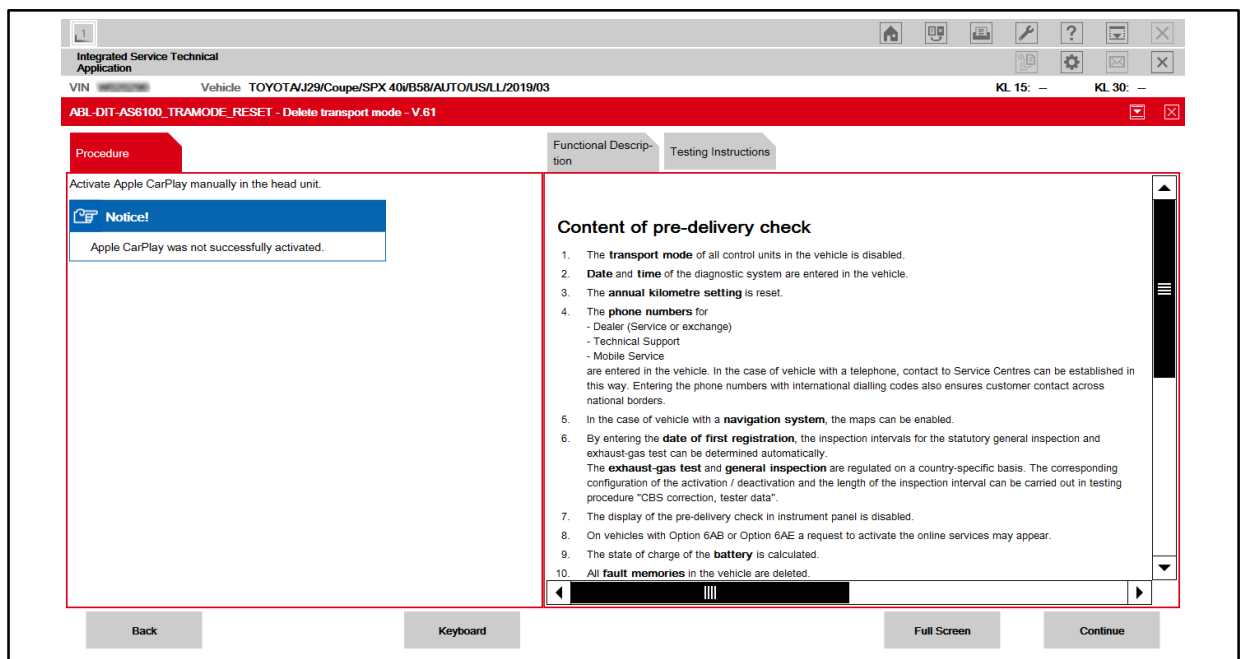 1
Integrated Service Technical
Application
VIN Vehicle TOYOTA/J29/Coupe/SPX 40i/B58/AUTO/US/LL/2019/03 KL 15: – KL 30: –
ABL-DIT-AS6100_TRAMODE_RESET - Delete transport mode - V.61
Procedure
Functional Descrip-
tion
Testing Instructions
Activate Apple CarPlay manually in the head unit.
Notice!
Apple CarPlay was not successfully activated.
Content of pre-delivery check
1. The transport mode of all control units in the vehicle is disabled.
2. Date and time of the diagnostic system are entered in the vehicle.
3. The annual kilometre setting is reset.
4. The phone numbers for
- Dealer (Service or exchange)
- Technical Support
- Mobile Service
are entered in the vehicle. In the case of vehicle with a telephone, contact to Service Centres can be established in
this way. Entering the phone numbers with international dialling codes also ensures customer contact across
national borders.
5. In the case of vehicle with a navigation system, the maps can be enabled.
6. By entering the date of first registration, the inspection intervals for the statutory general inspection and
exhaust-gas test can be determined automatically.
The exhaust-gas test and general inspection are regulated on a country-specific basis. The corresponding
configuration of the activation / deactivation and the length of the inspection interval can be carried out in testing
procedure "CBS correction, tester data".
7. The display of the pre-delivery check in instrument panel is disabled.
8. On vehicles with Option 6AB or Option 6AE a request to activate the online services may appear.
9. The state of charge of the battery is calculated.
10. All fault memories in the vehicle are deleted.
Back
Keyboard
Full Screen
Continue